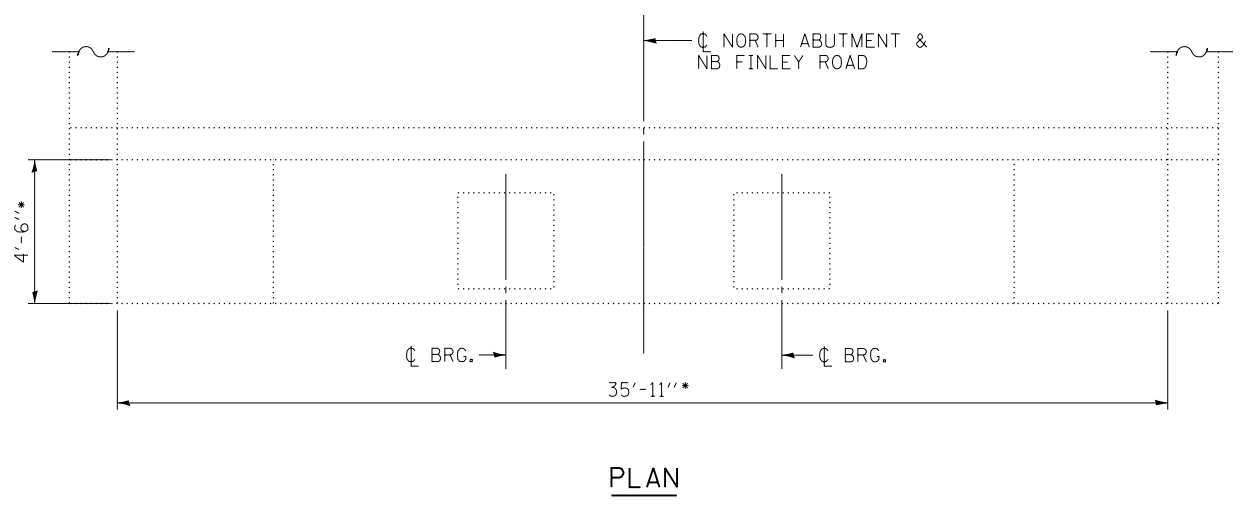 ℄ NORTH ABUTMENT &
NB FINLEY ROAD
4'-6"*
℄ BRG.
℄ BRG.
35'-11"*
PLAN